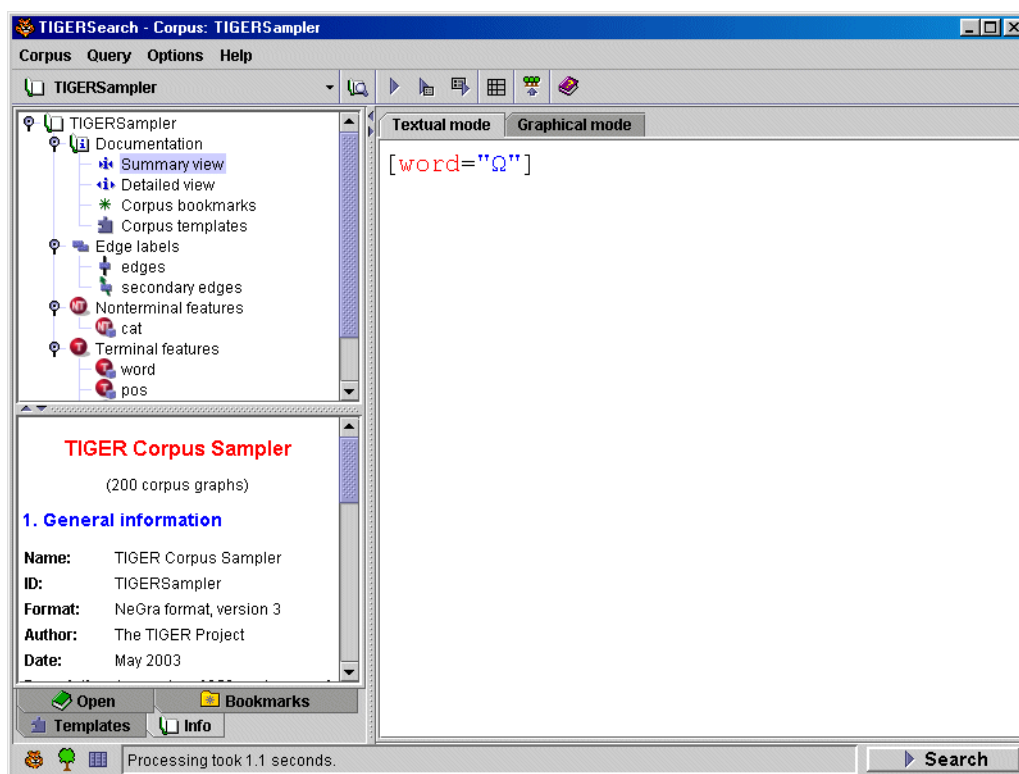 TIGERSearch - Corpus: TIGERSampler
Corpus Query Options Help
TIGERSampler
TIGERSampler
Documentation
Summary view
Detailed view
Corpus bookmarks
Corpus templates
Edge labels
edges
secondary edges
NT Nonterminal features
NT cat
T Terminal features
T word
T pos
TIGER Corpus Sampler
(200 corpus graphs)
1. General information
Name: TIGER Corpus Sampler
ID: TIGERSampler
Format: NeGra format, version 3
Author: The TIGER Project
Date: May 2003
Open Bookmarks
Templates Info
Textual mode Graphical mode
[word="Ω"]
Processing took 1.1 seconds.
Search